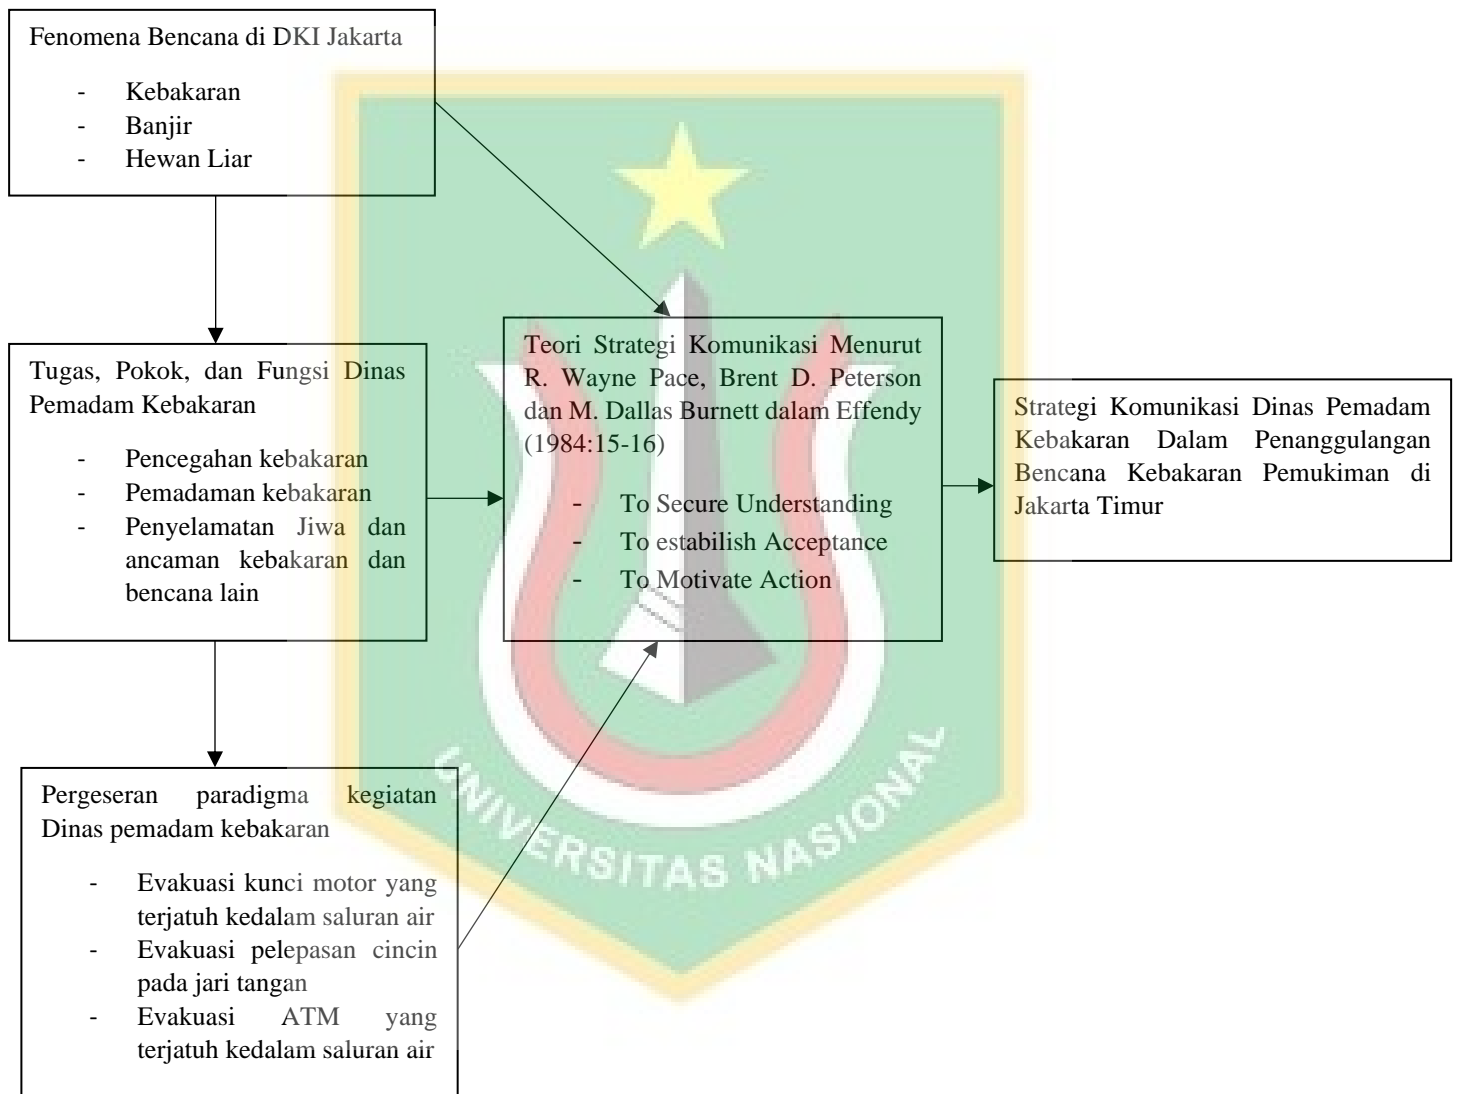 Fenomena Bencana di DKI Jakarta
- Kebakaran
- Banjir
- Hewan Liar
Tugas, Pokok, dan Fungsi Dinas
Pemadam Kebakaran
- Pencegahan kebakaran
- Pemadaman kebakaran
- Penyelamatan Jiwa dan
ancaman kebakaran dan
bencana lain
Pergeseran paradigma kegiatan
Dinas pemadam kebakaran
- Evakuasi kunci motor yang
terjatuh kedalam saluran air
- Evakuasi pelepasan cincin
pada jari tangan
- Evakuasi ATM yang
terjatuh kedalam saluran air
Teori Strategi Komunikasi Menurut
R. Wayne Pace, Brent D. Peterson
dan M. Dallas Burnett dalam Effendy
(1984:15-16)
- To Secure Understanding
- To estabilish Acceptance
- To Motivate Action
Strategi Komunikasi Dinas Pemadam
Kebakaran Dalam Penanggulangan
Bencana Kebakaran Pemukiman di
Jakarta Timur
UNIVERSITAS NASIONAL